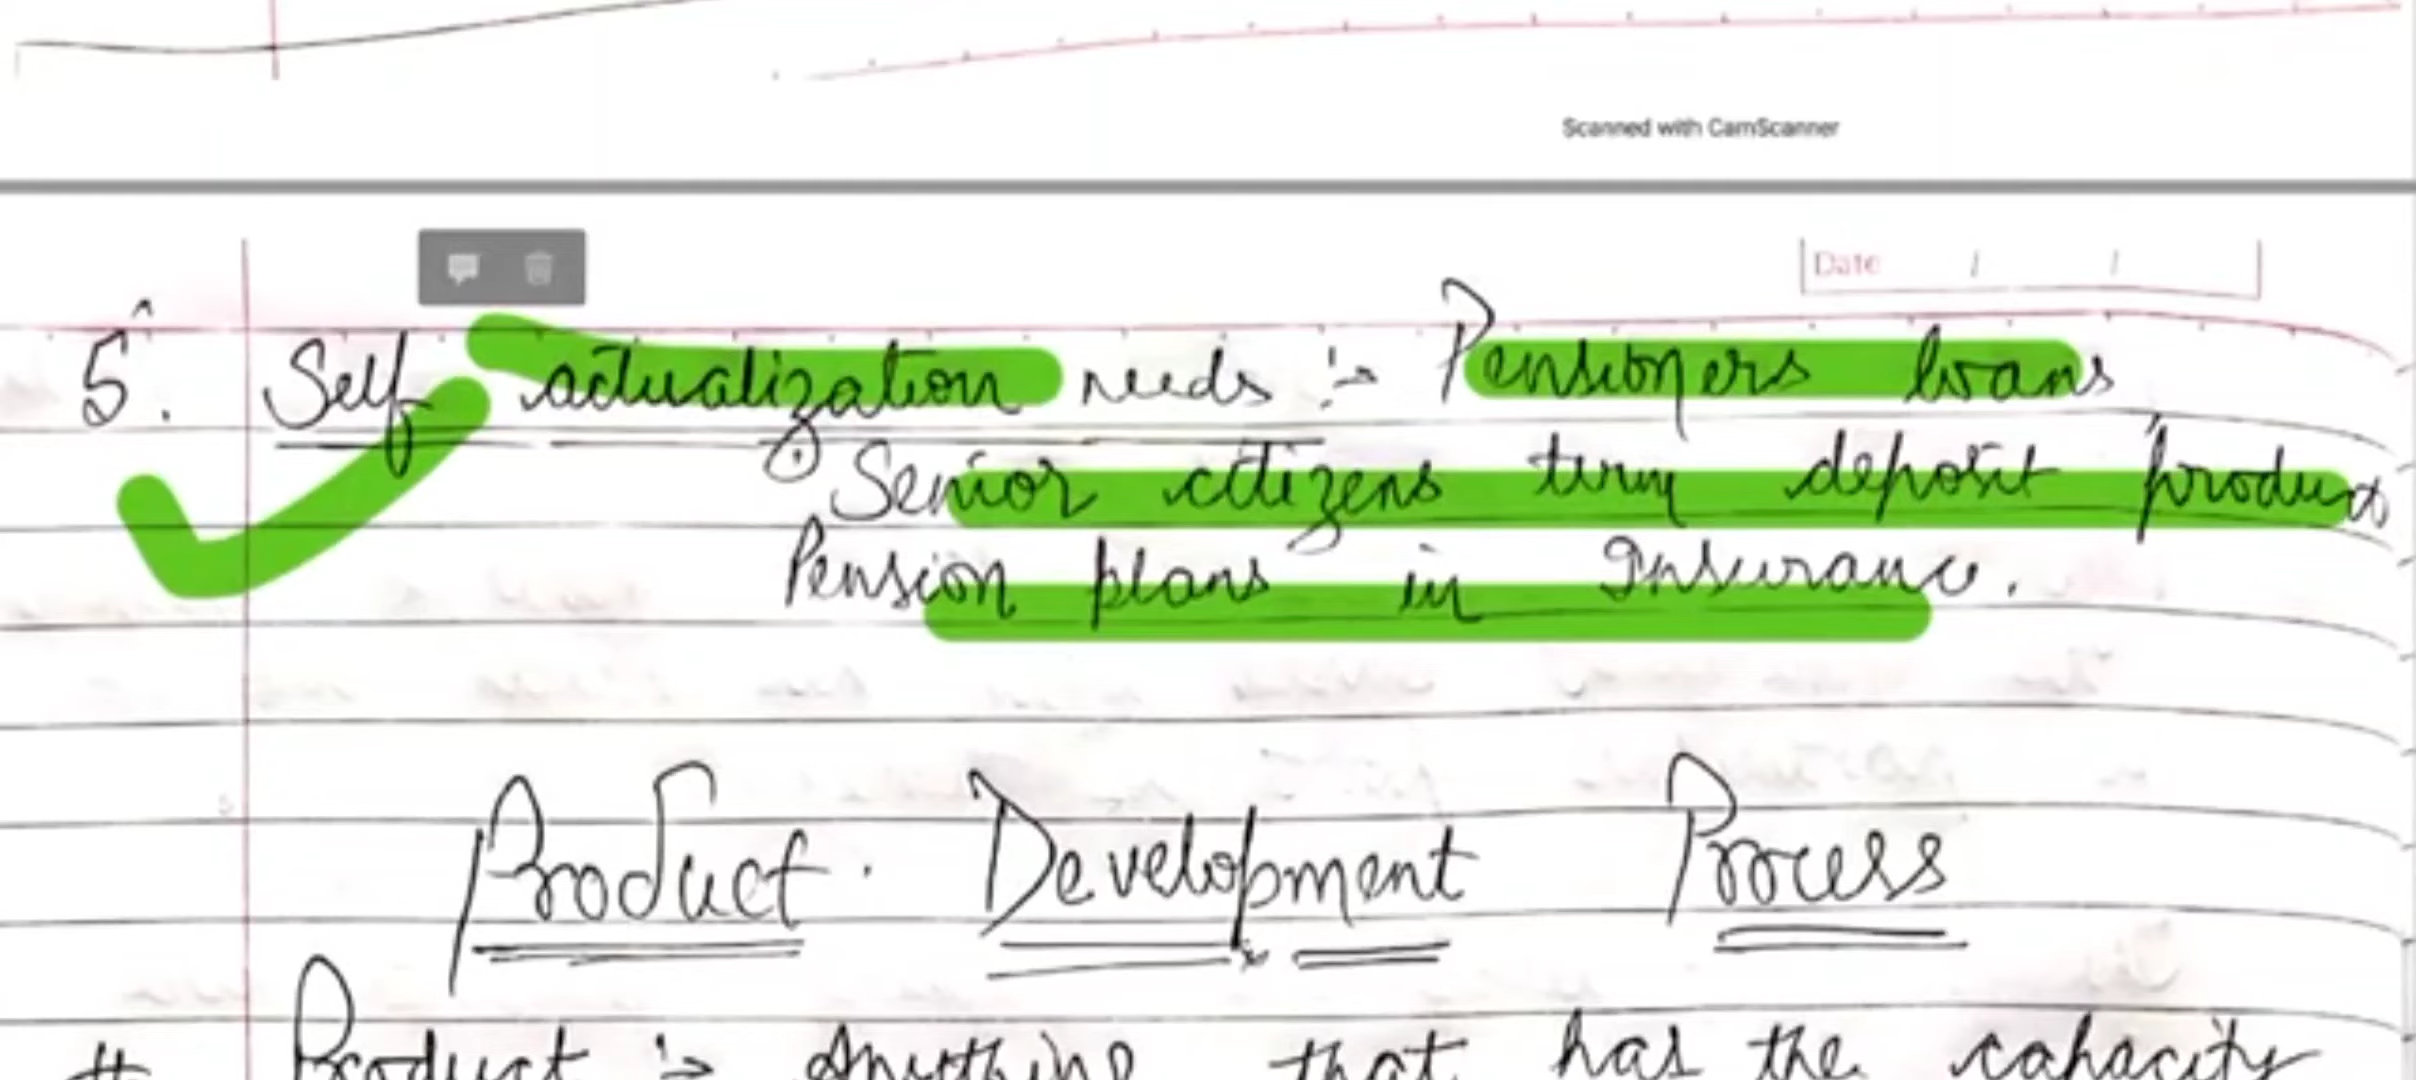 Scanned with CamScanner
Date / /
5. Self actualization needs :- Pensioners loans,
Senior citizens term deposit product
Pension plans in Insurance.
Product Development Process
# Product :- Anything that has the capacity